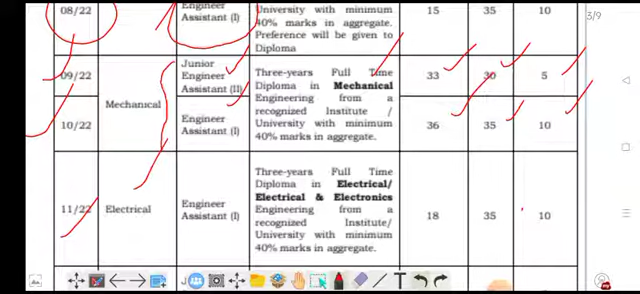 08/22 Engineer Assistant (I) University with minimum 40% marks in aggregate. Preference will be given to Diploma 15 35 10
3/9
09/22 Mechanical Junior Engineer Assistant (II) Three-years Full Time Diploma in Mechanical Engineering from a recognized Institute / University with minimum 40% marks in aggregate. 33 30 5
10/22 Engineer Assistant (I) 36 35 10
11/22 Electrical Engineer Assistant (I) Three-years Full Time Diploma in Electrical/ Electrical & Electronics Engineering from a recognized Institute/ University with minimum 40% marks in aggregate. 18 35 10